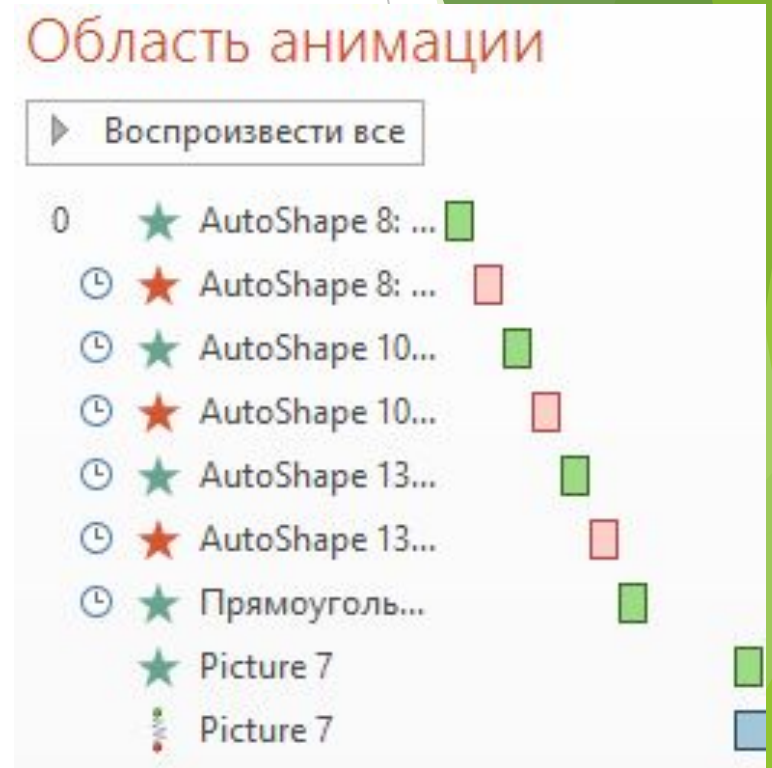 Область анимации
Воспроизвести все
0 AutoShape 8: ...
AutoShape 8: ...
AutoShape 10...
AutoShape 10...
AutoShape 13...
AutoShape 13...
Прямоуголь...
Picture 7
Picture 7